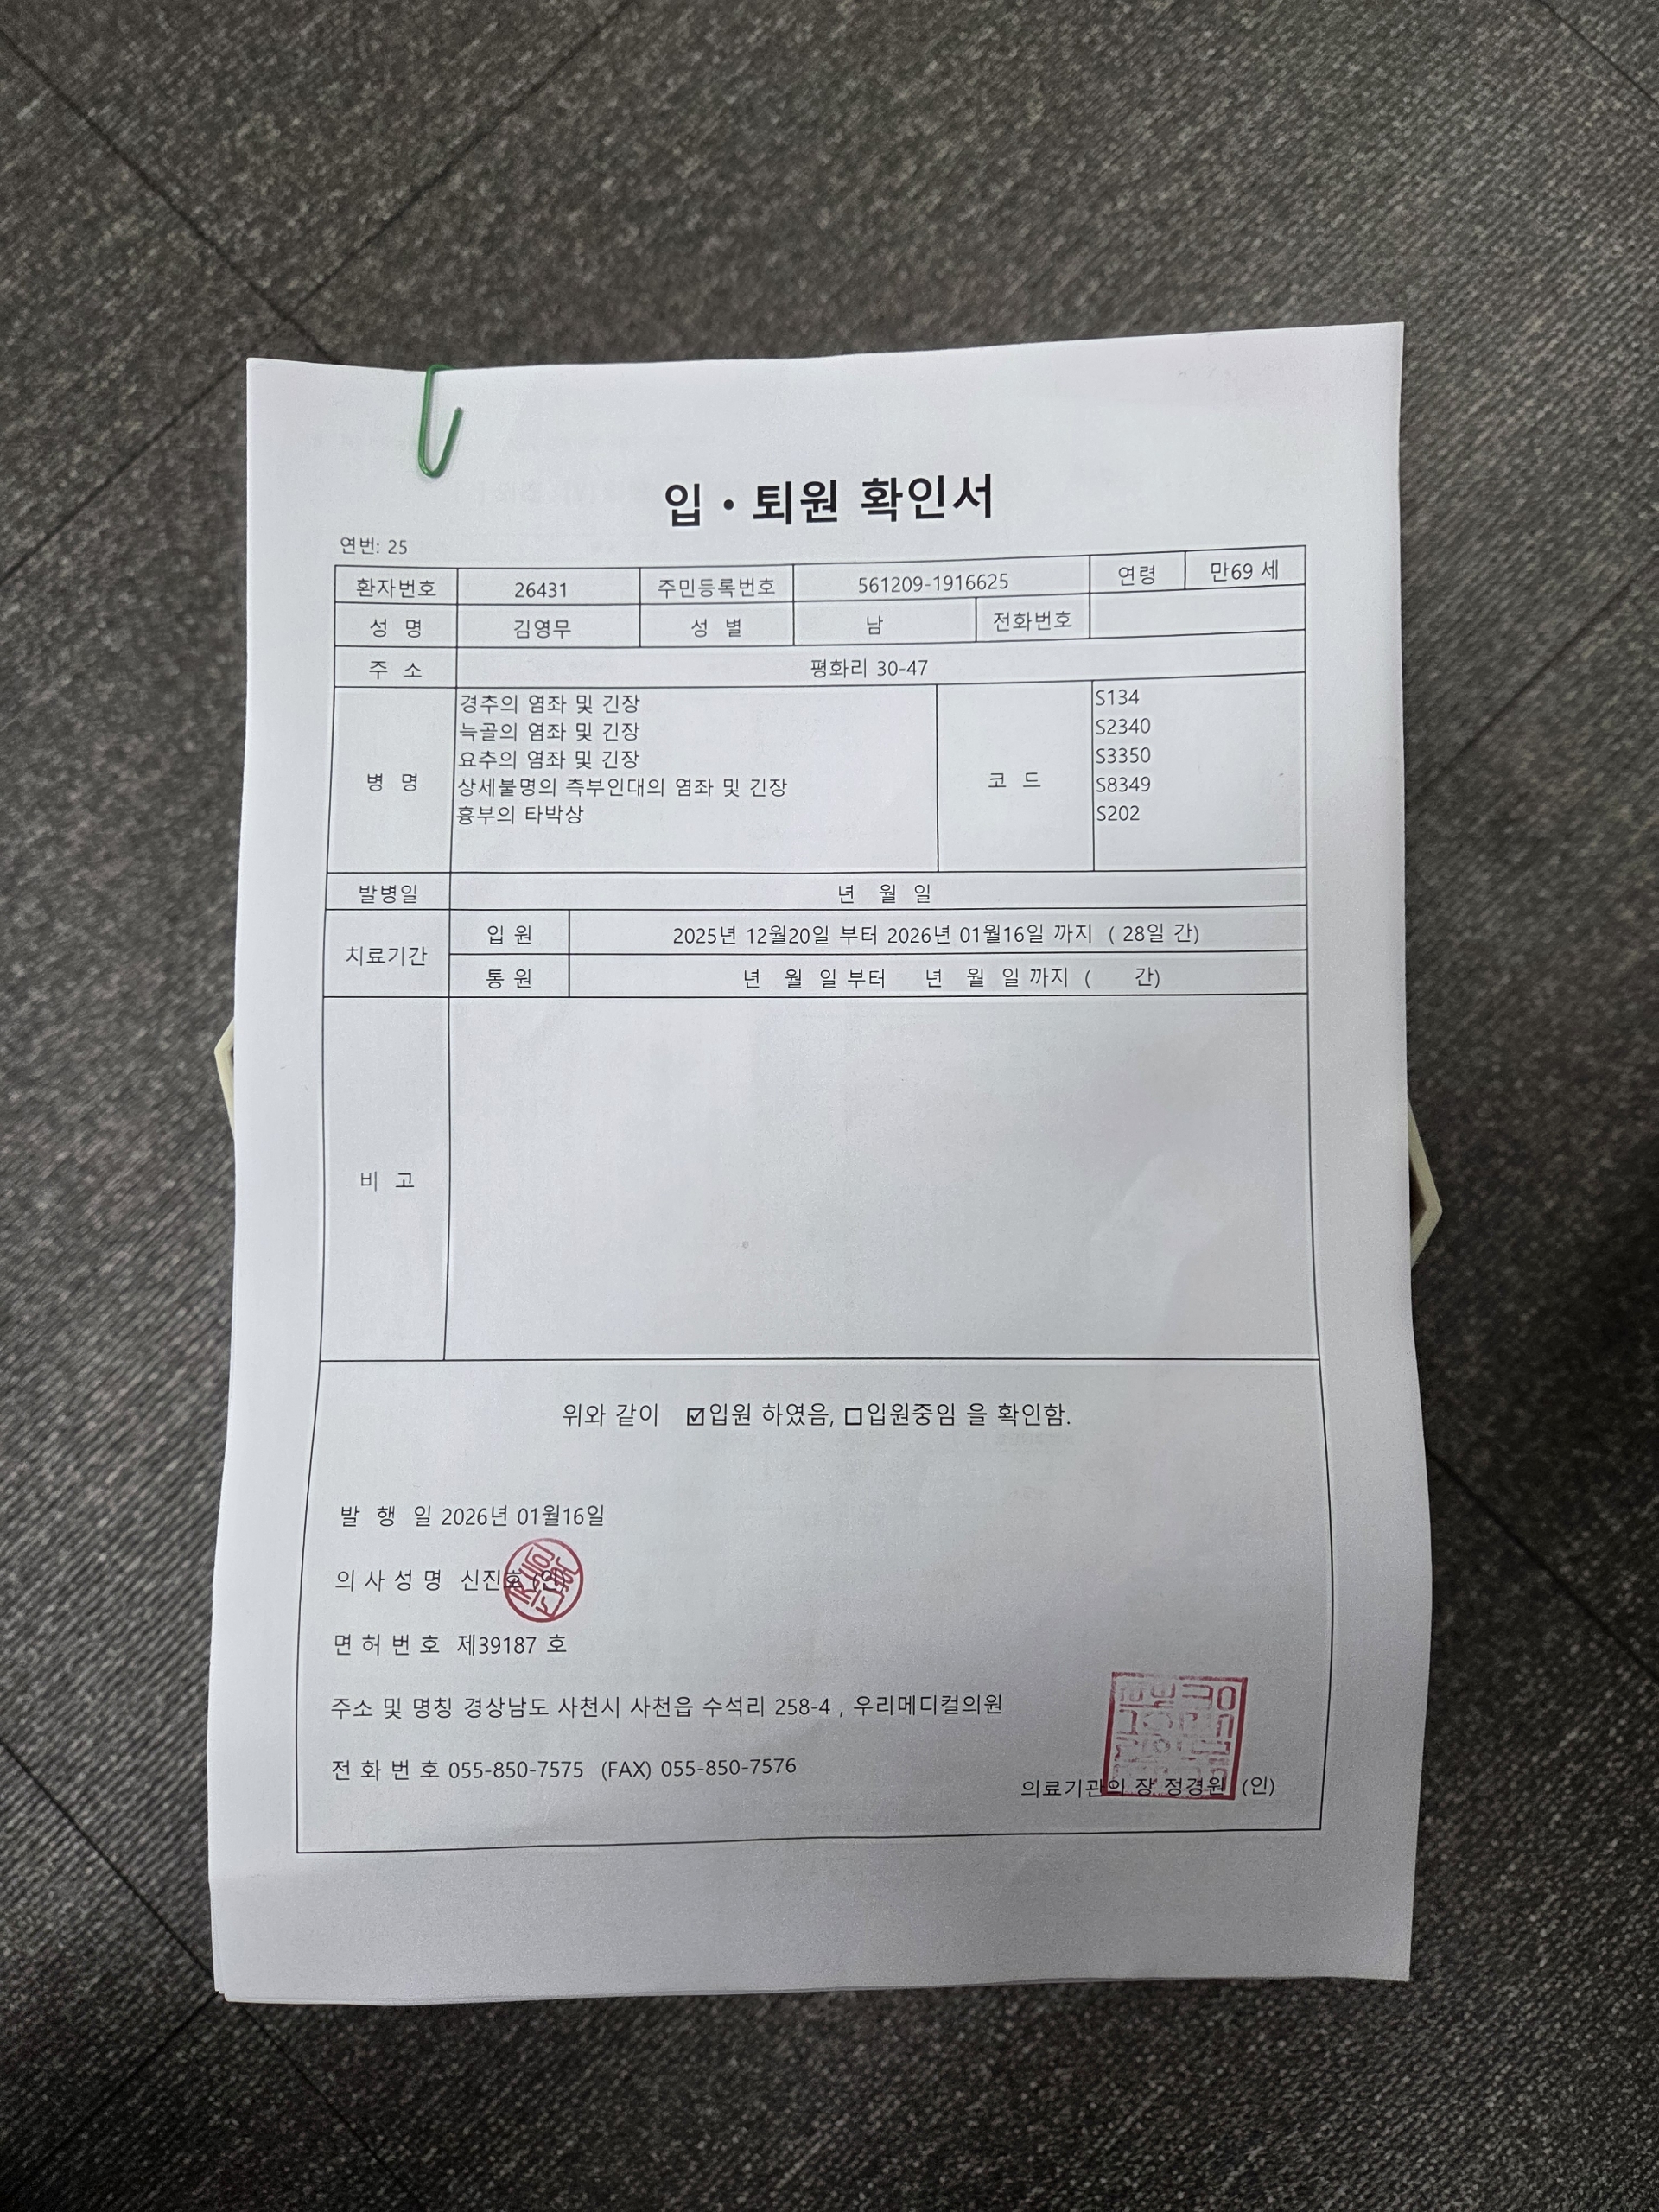 입 • 퇴원 확인서
연번: 25
환자번호 26431 주민등록번호 561209-1916625 연령 만69 세
성 명 김영무 성 별 남 전화번호
주 소 평화리 30-47
병 명 경추의 염좌 및 긴장 코 드 S134
늑골의 염좌 및 긴장 S2340
요추의 염좌 및 긴장 S3350
상세불명의 측부인대의 염좌 및 긴장 S8349
흉부의 타박상 S202
발병일 년 월 일
치료기간 입 원 2025년 12월20일 부터 2026년 01월16일 까지 ( 28일 간)
통 원 년 월 일 부터 년 월 일 까지 ( 간)
비 고
위와 같이 ☑입원 하였음, □입원중임 을 확인함.
발 행 일 2026년 01월16일
의 사 성 명 신진호 (인)
면 허 번 호 제39187 호
주소 및 명칭 경상남도 사천시 사천읍 수석리 258-4 , 우리메디컬의원
전 화 번 호 055-850-7575 (FAX) 055-850-7576
의료기관의 장 정경원 (인)